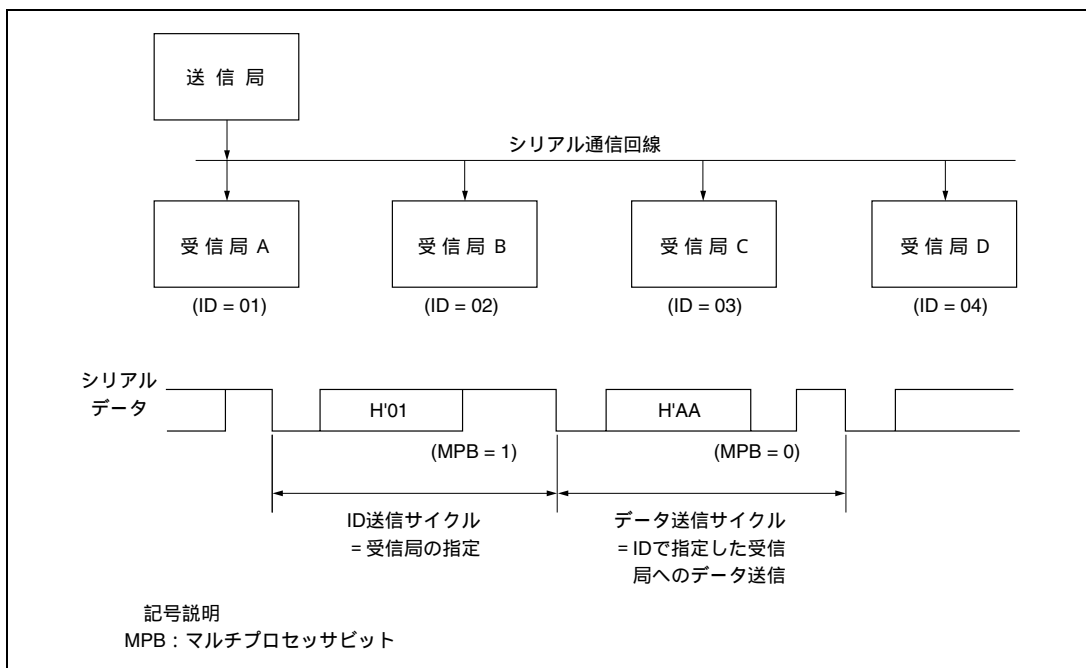 送 信 局
シリアル通信回線
受 信 局 A
受 信 局 B
受 信 局 C
受 信 局 D
(ID = 01)
(ID = 02)
(ID = 03)
(ID = 04)
シリアル
データ
H'01
H'AA
(MPB = 1)
(MPB = 0)
ID送信サイクル
= 受信局の指定
データ送信サイクル
= IDで指定した受信
局へのデータ送信
記号説明
MPB : マルチプロセッサビット